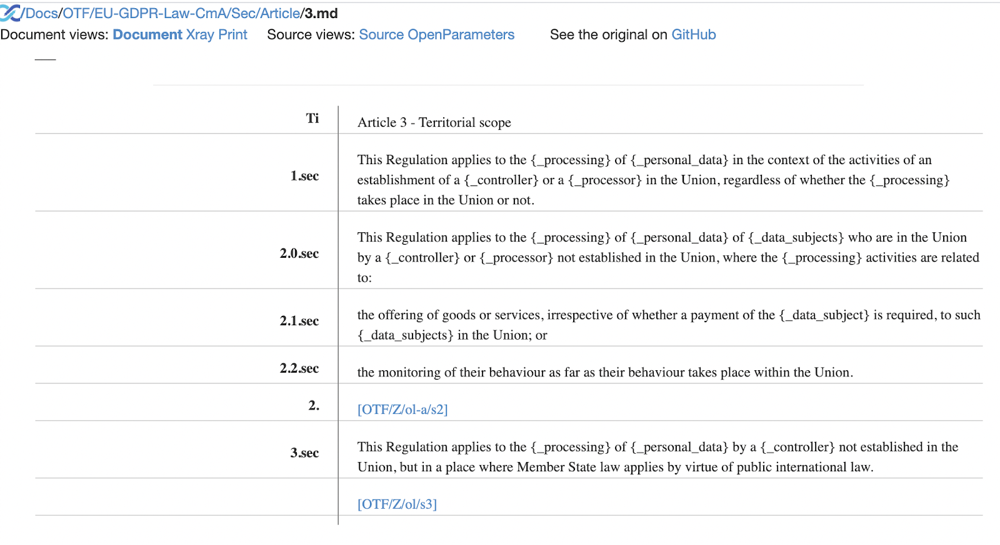 /Docs/OTF/EU-GDPR-Law-CmA/Sec/Article/3.md
Document views: Document Xray Print Source views: Source OpenParameters See the original on GitHub
Ti Article 3 - Territorial scope
1.sec This Regulation applies to the {_processing} of {_personal_data} in the context of the activities of an
establishment of a {_controller} or a {_processor} in the Union, regardless of whether the {_processing}
takes place in the Union or not.
2.0.sec This Regulation applies to the {_processing} of {_personal_data} of {_data_subjects} who are in the Union
by a {_controller} or {_processor} not established in the Union, where the {_processing} activities are related
to:
2.1.sec the offering of goods or services, irrespective of whether a payment of the {_data_subject} is required, to such
{_data_subjects} in the Union; or
2.2.sec the monitoring of their behaviour as far as their behaviour takes place within the Union.
2. [OTF/Z/ol-a/s2]
3.sec This Regulation applies to the {_processing} of {_personal_data} by a {_controller} not established in the
Union, but in a place where Member State law applies by virtue of public international law.
[OTF/Z/ol/s3]